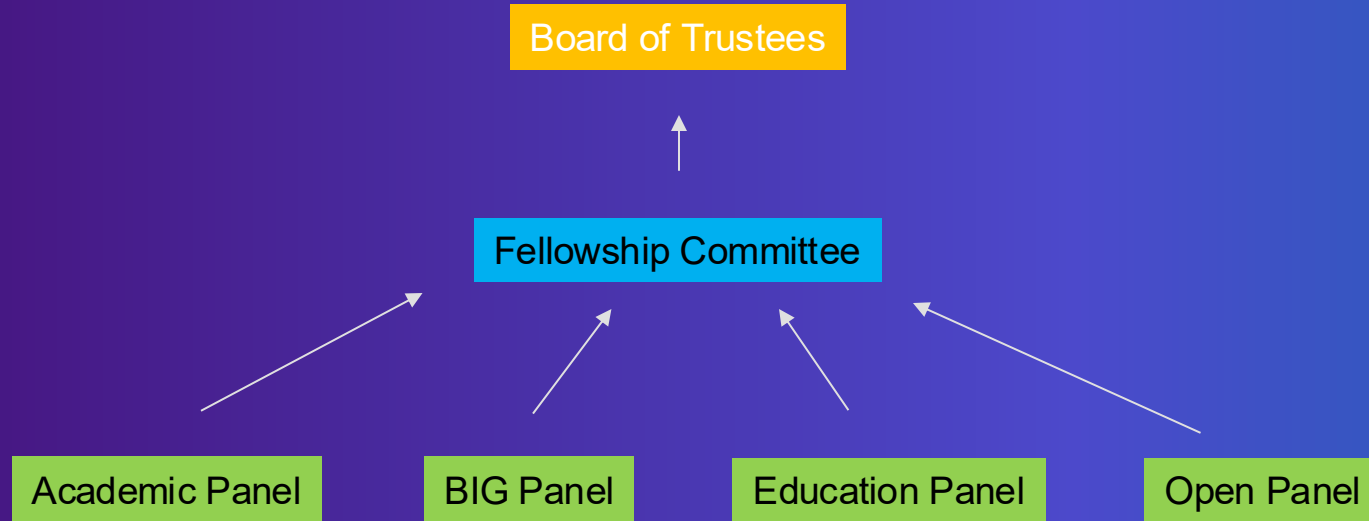 Board of Trustees
Fellowship Committee
Academic Panel
BIG Panel
Education Panel
Open Panel